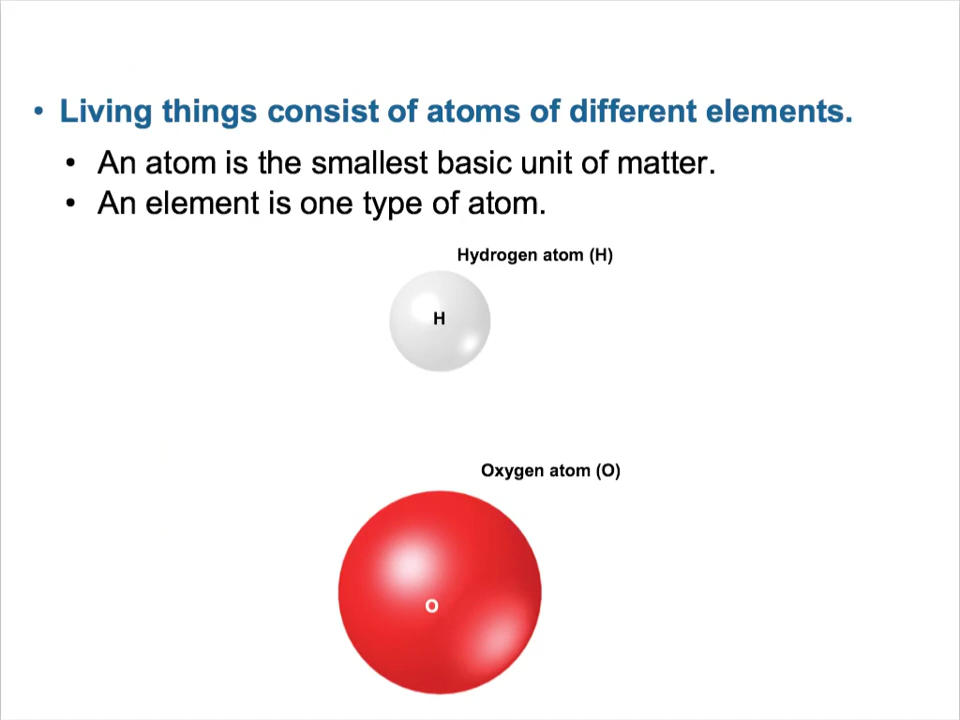 • Living things consist of atoms of different elements.
• An atom is the smallest basic unit of matter.
• An element is one type of atom.
Hydrogen atom (H)
H
Oxygen atom (O)
O